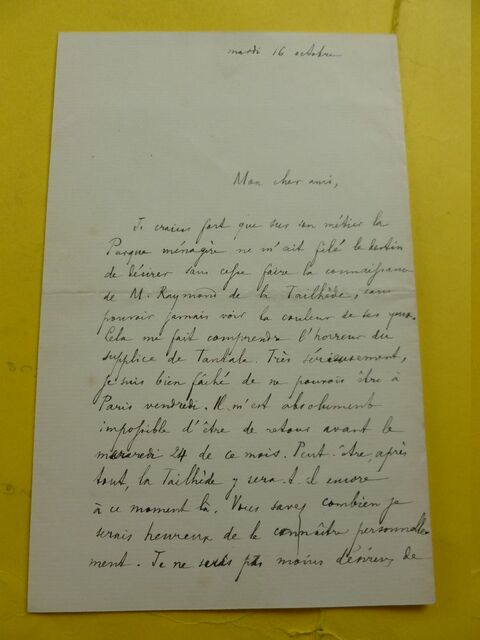 mardi 16 octobre
Mon cher ami,
Je crains fort que sur son métier la
Parque ménagère ne m'ait filé le destin
de désirer sans cesse faire la connaissance
de M. Raymond de la Tailhède, sans
pouvoir jamais voir la couleur de ses yeux.
Cela me fait comprendre l'horreur du
supplice de Tantale. Très sérieusement,
je suis bien fâché de ne pouvoir être à
Paris vendredi. Il m'est absolument
impossible d'être de retour avant le
mercredi 24 de ce mois. Peut-être, après
tout, la Tailhède y sera-t-il encore
à ce moment là. Vous savez combien je
serais heureux de le connaître personnelle-
ment. Je ne serais pas moins désireux de